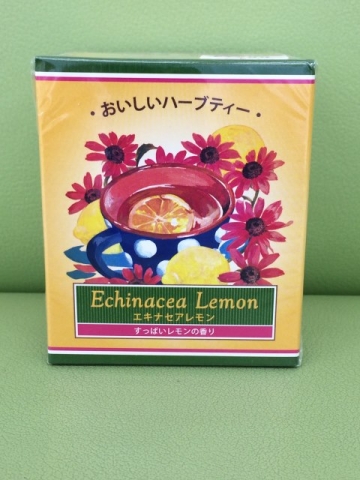 ・おいしいハーブティー・
Echinacea Lemon
エキナセアレモン
すっぱいレモンの香り